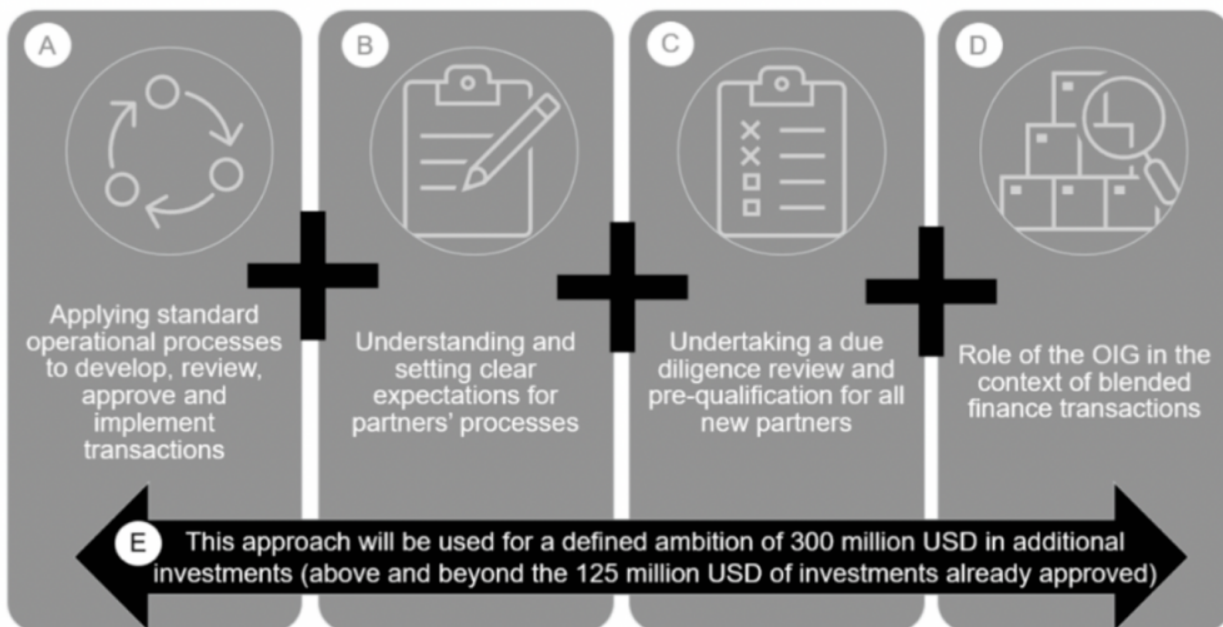 A
Applying standard
operational processes
to develop, review,
approve and
implement
transactions
B
Understanding and
setting clear
expectations for
partners' processes
C
Undertaking a due
diligence review and
pre-qualification for all
new partners
D
Role of the OIG in the
context of blended
finance transactions
E
This approach will be used for a defined ambition of 300 million USD in additional
investments (above and beyond the 125 million USD of investments already approved)